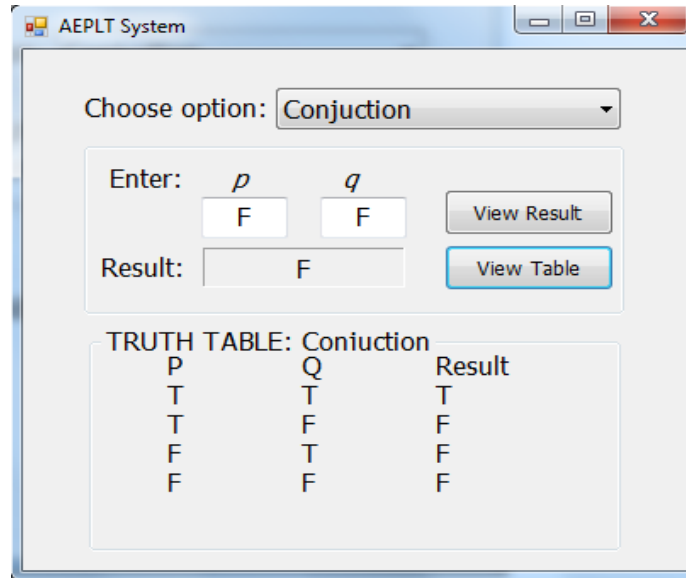 AEPLT System
Choose option: Conjuction
Enter: p q
F F View Result
Result: F View Table
TRUTH TABLE: Conjuction
P Q Result
T T T
T F F
F T F
F F F